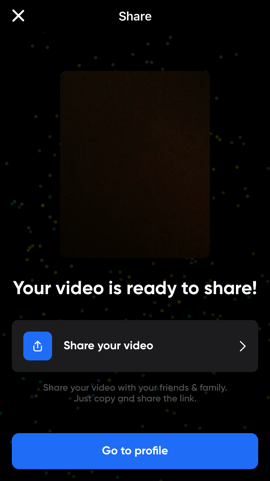 Share
Your video is ready to share!
Share your video
Share your video with your friends & family.
Just copy and share the link.
Go to profile